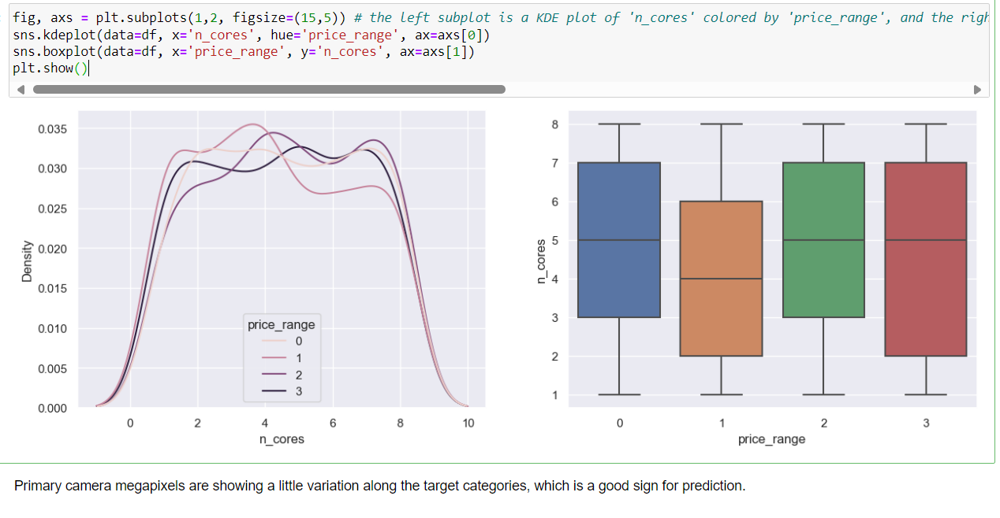 fig, axs = plt.subplots(1,2, figsize=(15,5)) # the left subplot is a KDE plot of 'n_cores' colored by 'price_range', and the righ
sns.kdeplot(data=df, x='n_cores', hue='price_range', ax=axs[0])
sns.boxplot(data=df, x='price_range', y='n_cores', ax=axs[1])
plt.show()
0.035
0.030
0.025
0.020
0.015
0.010
0.005
0.000
Density
0 2 4 6 8 10
n_cores
price_range
0
1
2
3
8
7
6
5
4
3
2
1
n_cores
0 1 2 3
price_range
Primary camera megapixels are showing a little variation along the target categories, which is a good sign for prediction.